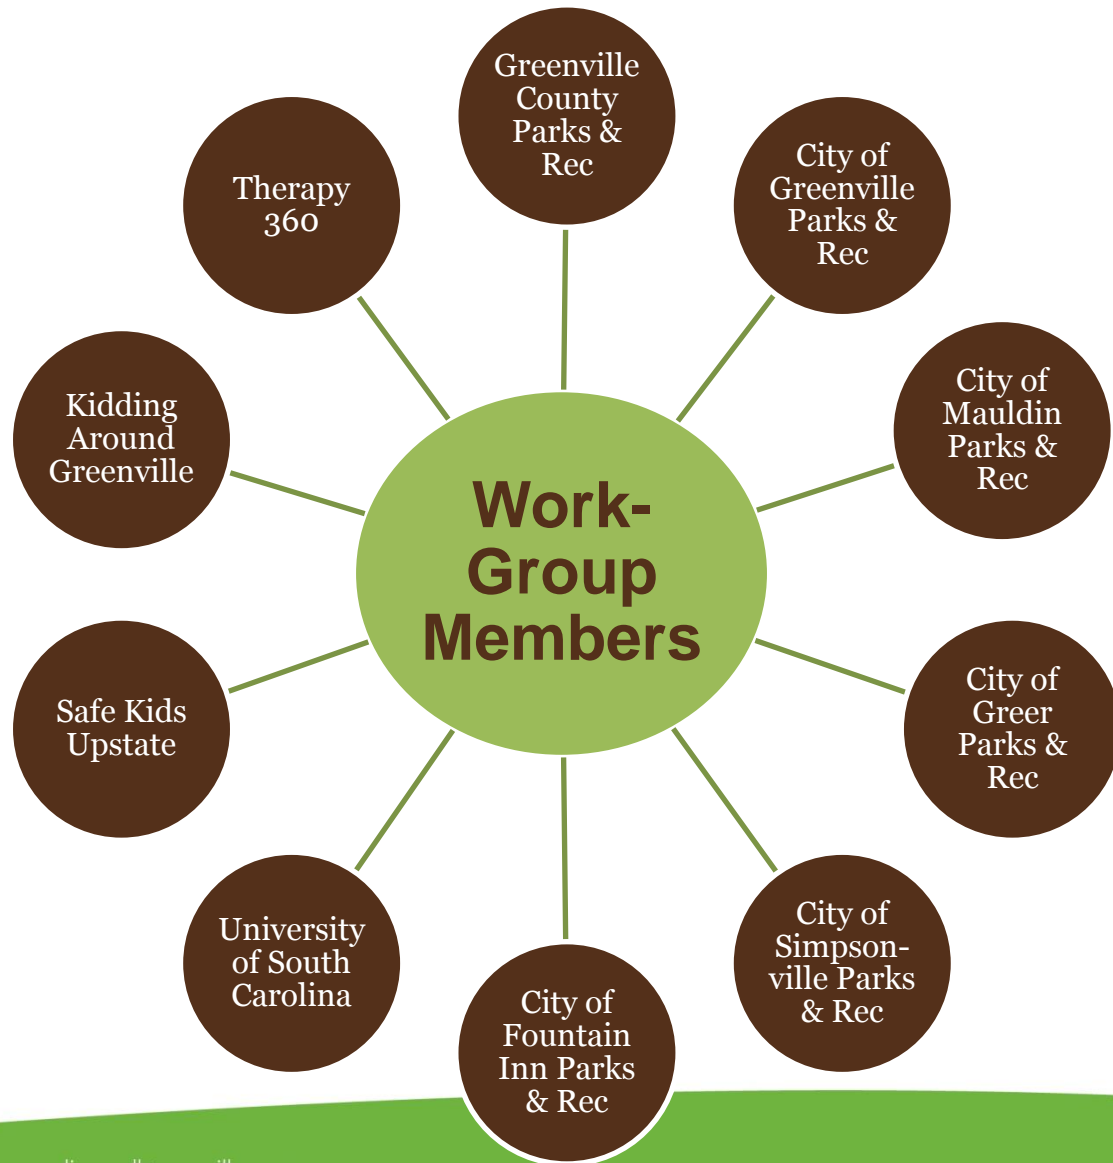 Greenville
County
Parks &
Rec
City of
Greenville
Parks &
Rec
City of
Mauldin
Parks &
Rec
City of
Greer
Parks &
Rec
City of
Simpson-
ville Parks
& Rec
City of
Fountain
Inn Parks
& Rec
University
of South
Carolina
Safe Kids
Upstate
Kidding
Around
Greenville
Therapy
360
Work-
Group
Members